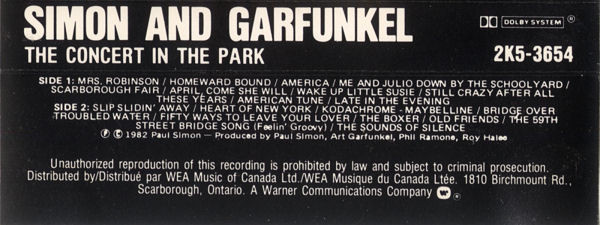 SIMON AND GARFUNKEL
DOLBY SYSTEM ®
THE CONCERT IN THE PARK
2K5-3654
SIDE 1: MRS. ROBINSON / HOMEWARD BOUND / AMERICA / ME AND JULIO DOWN BY THE SCHOOLYARD /
SCARBOROUGH FAIR / APRIL COME SHE WILL / WAKE UP LITTLE SUSIE / STILL CRAZY AFTER ALL
THESE YEARS / AMERICAN TUNE / LATE IN THE EVENING
SIDE 2: SLIP SLIDIN' AWAY / HEART OF NEW YORK / KODACHROME - MAYBELLINE / BRIDGE OVER
TROUBLED WATER / FIFTY WAYS TO LEAVE YOUR LOVER / THE BOXER / OLD FRIENDS / THE 59TH
STREET BRIDGE SONG (Feelin' Groovy) / THE SOUNDS OF SILENCE
℗ © 1982 Paul Simon — Produced by Paul Simon, Art Garfunkel, Phil Ramone, Roy Halee
Unauthorized reproduction of this recording is prohibited by law and subject to criminal prosecution.
Distributed by/Distribué par WEA Music of Canada Ltd./WEA Musique du Canada Ltée. 1810 Birchmount Rd.,
Scarborough, Ontario. A Warner Communications Company ®.